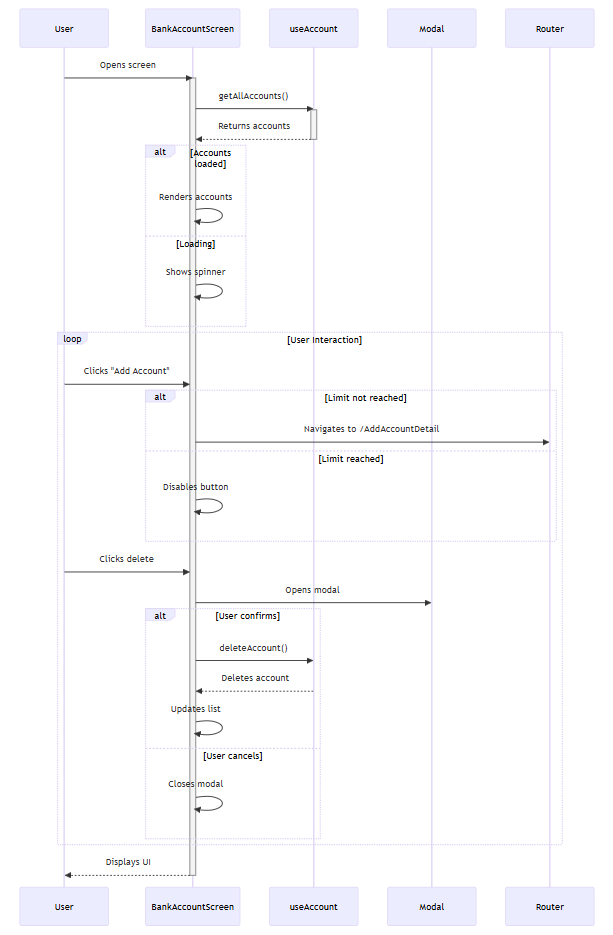 User
BankAccountScreen
useAccount
Modal
Router
Opens screen
getAllAccounts()
Returns accounts
alt
[Accounts
loaded]
Renders accounts
[Loading]
Shows spinner
loop
[User Interaction]
Clicks "Add Account"
alt
[Limit not reached]
Navigates to /AddAccountDetail
[Limit reached]
Disables button
Clicks delete
Opens modal
alt
[User confirms]
deleteAccount()
Deletes account
Updates list
[User cancels]
Closes modal
Displays UI
User
BankAccountScreen
useAccount
Modal
Router